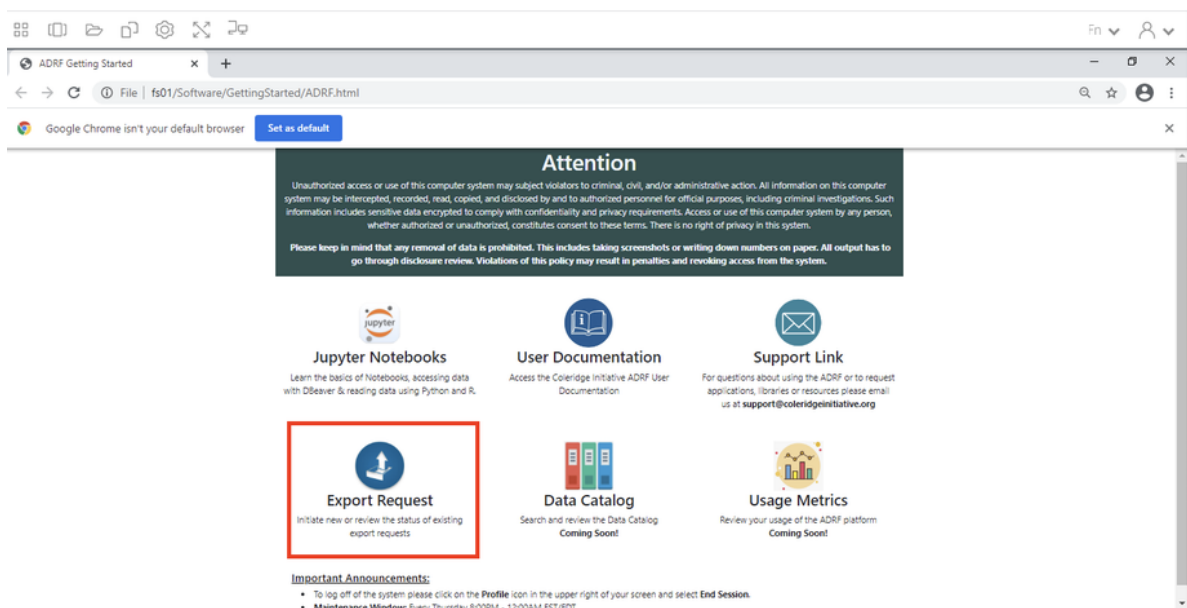 En
ADRF Getting Started
File | fs01/Software/GettingStarted/ADRF.html
Google Chrome isn't your default browser
Set as default
Attention
Unauthorized access or use of this computer system may subject violators to criminal, civil, and/or administrative action. All information on this computer
system may be intercepted, recorded, read, copied, and disclosed by and to authorized personnel for official purposes, including criminal investigations. Such
information includes sensitive data encrypted to comply with confidentiality and privacy requirements. Access or use of this computer system by any person,
whether authorized or unauthorized, constitutes consent to these terms. There is no right of privacy in this system.
Please keep in mind that any removal of data is prohibited. This includes taking screenshots or writing down numbers on paper. All output has to
go through disclosure review. Violations of this policy may result in penalties and revoking access from the system.
jupyter
Jupyter Notebooks
Learn the basics of Notebooks, accessing data
with DBeaver & reading data using Python and R.
User Documentation
Access the Coleridge Initiative ADRF User
Documentation
Support Link
For questions about using the ADRF or to request
applications, libraries or resources please email
us at support@coleridgeinitiative.org
Export Request
Initiate new or review the status of existing
export requests
Data Catalog
Search and review the Data Catalog
Coming Soon!
Usage Metrics
Review your usage of the ADRF platform
Coming Soon!
Important Announcements:
• To log off of the system please click on the Profile icon in the upper right of your screen and select End Session.
• Maintenance Window: Every Thursday 8:00PM - 12:00AM EST/EDT